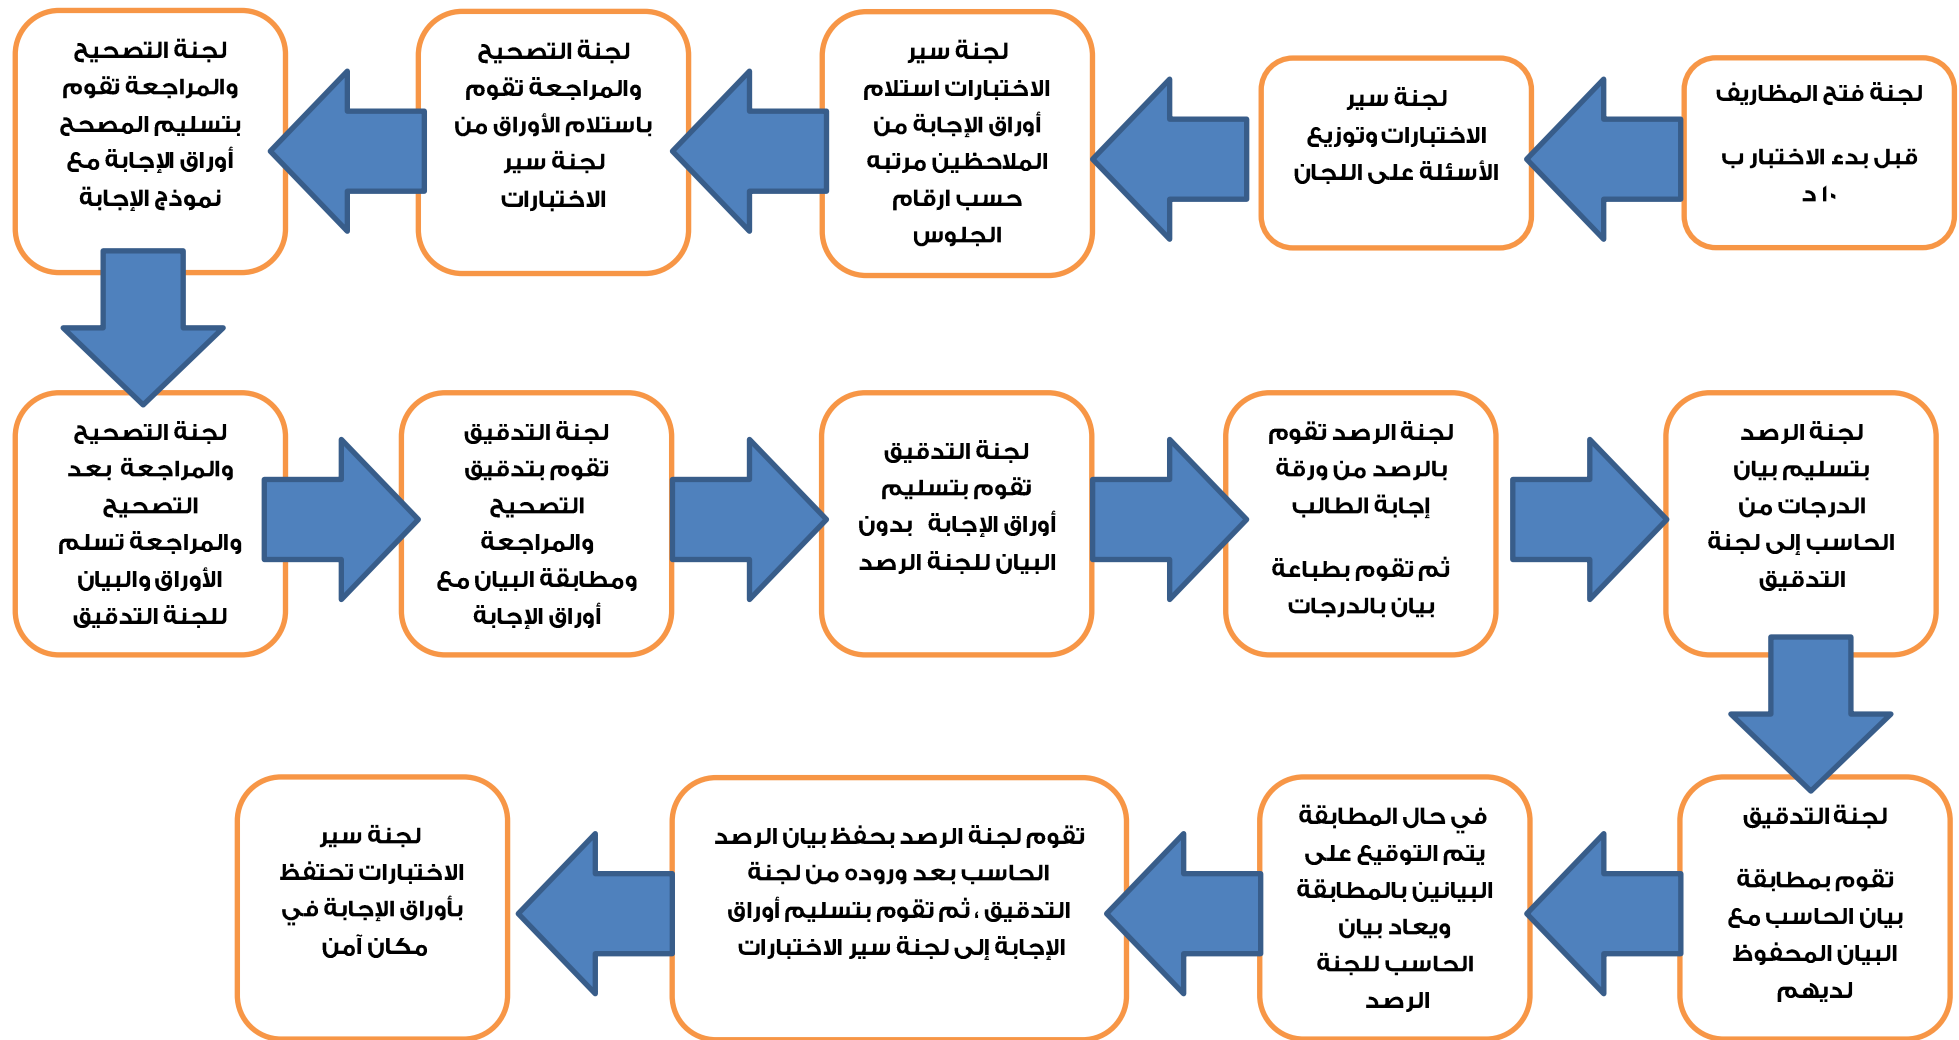 لجنة فتح المظاريف
قبل بدء الاختبار ب
١٠ د
لجنة سير
الاختبارات وتوزيع
الأسئلة على اللجان
لجنة سير
الاختبارات استلام
أوراق الإجابة من
الملاحظين مرتبه
حسب ارقام
الجلوس
لجنة التصحيح
والمراجعة تقوم
باستلام الأوراق من
لجنة سير
الاختبارات
لجنة التصحيح
والمراجعة تقوم
بتسليم المصحح
أوراق الإجابة مع
نموذج الإجابة
لجنة التصحيح
والمراجعة بعد
التصحيح
والمراجعة تسلم
الأوراق والبيان
للجنة التدقيق
لجنة التدقيق
تقوم بتدقيق
التصحيح
والمراجعة
ومطابقة البيان مع
أوراق الإجابة
لجنة التدقيق
تقوم بتسليم
أوراق الإجابة بدون
البيان للجنة الرصد
لجنة الرصد تقوم
بالرصد من ورقة
إجابة الطالب
ثم تقوم بطباعة
بيان بالدرجات
لجنة الرصد
بتسليم بيان
الدرجات من
الحاسب إلى لجنة
التدقيق
لجنة التدقيق
تقوم بمطابقة
بيان الحاسب مع
البيان المحفوظ
لديهم
في حال المطابقة
يتم التوقيع على
البيانين بالمطابقة
ويعاد بيان
الحاسب للجنة
الرصد
تقوم لجنة الرصد بحفظ بيان الرصد
الحاسب بعد وروده من لجنة
التدقيق ، ثم تقوم بتسليم أوراق
الإجابة إلى لجنة سير الاختبارات
لجنة سير
الاختبارات تحتفظ
بأوراق الإجابة في
مكان آمن